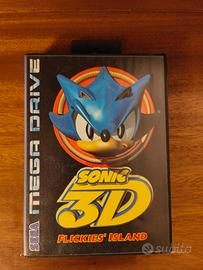 SEGA MEGA DRIVE
SONIC
3D
FLICKIES' ISLAND
subito